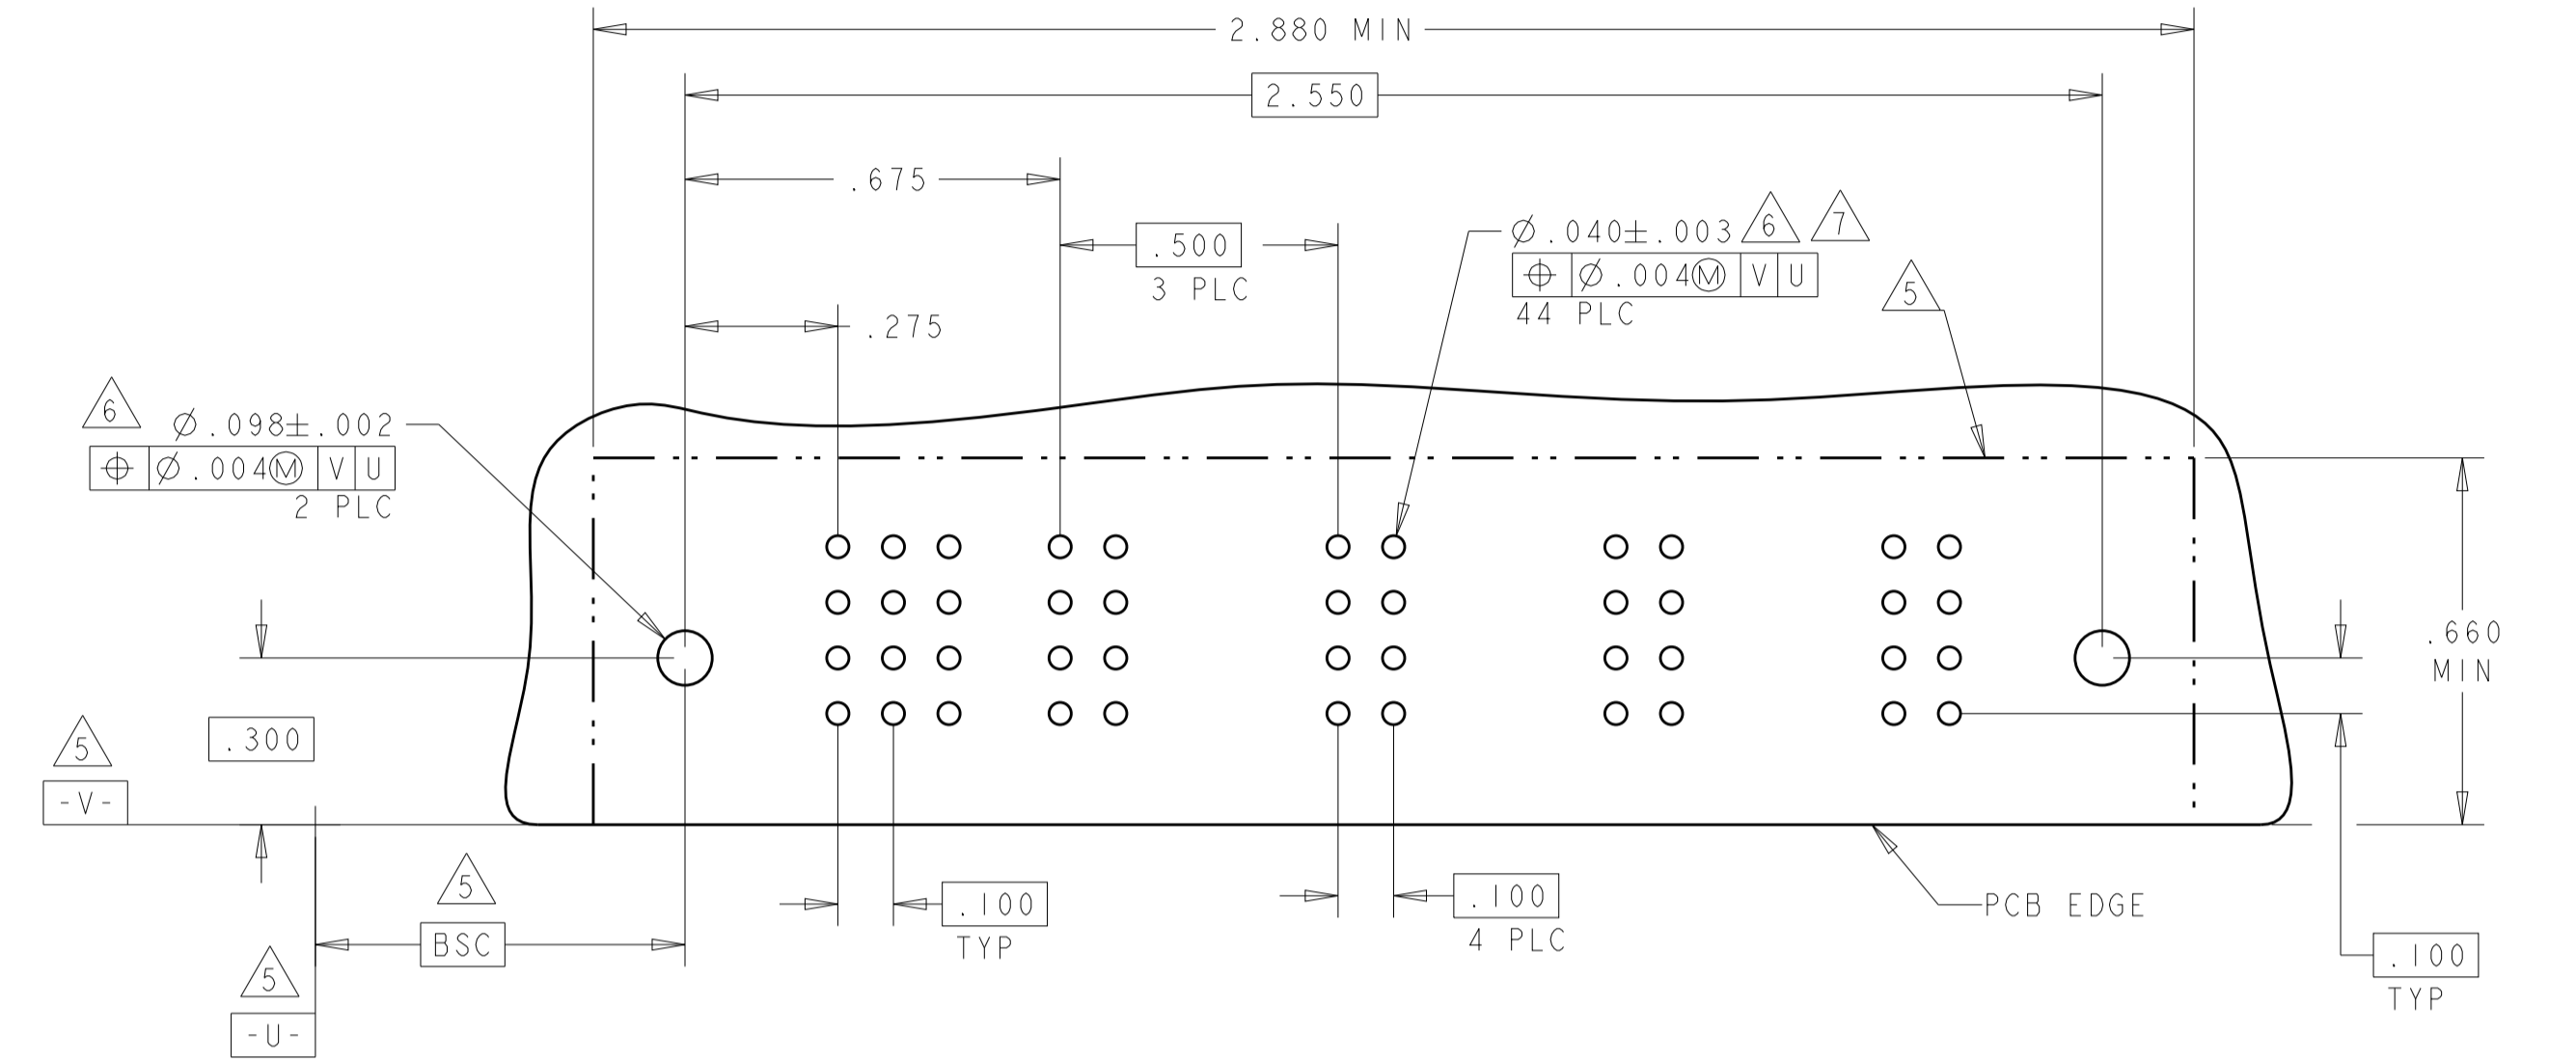 2.880 MIN
2.550
.675
.500
3 PLC
.275
Ø.040±.003 6 7
⌖ Ø.004Ⓜ V U
44 PLC
5
6 Ø.098±.002
⌖ Ø.004Ⓜ V U
2 PLC
.660
MIN
.300
5
-V-
5
BSC
5
-U-
.100
TYP
.100
4 PLC
PCB EDGE
.100
TYP